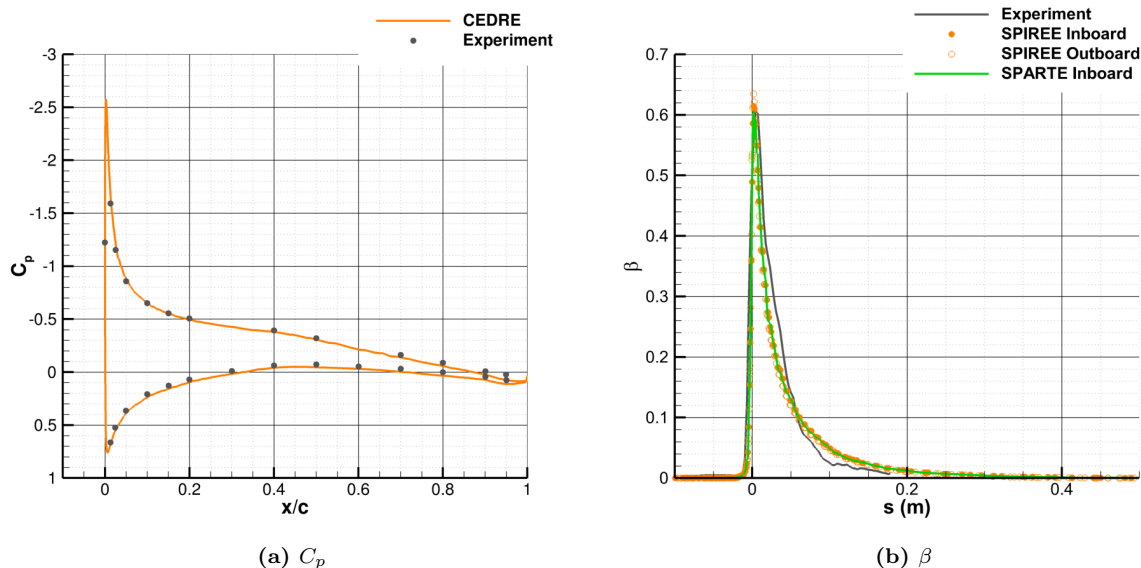 CEDRE
Experiment
-3
-2.5
-2
-1.5
-1
-0.5
0
0.5
1
C_p
0
0.2
0.4
0.6
0.8
1
x/c
(a) C_p
Experiment
SPIREE Inboard
SPIREE Outboard
SPARTE Inboard
0.7
0.6
0.5
0.4
0.3
0.2
0.1
0
β
0
0.2
0.4
s (m)
(b) β